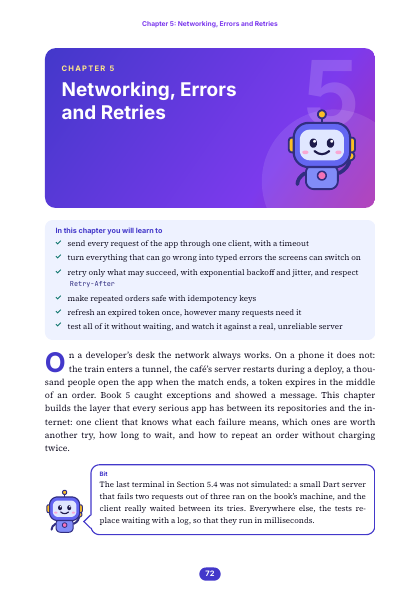 Chapter 5: Networking, Errors and Retries
CHAPTER 5
5
Networking, Errors
and Retries
In this chapter you will learn to
send every request of the app through one client, with a timeout
turn everything that can go wrong into typed errors the screens can switch on
retry only what may succeed, with exponential backoff and jitter, and respect
Retry-After
make repeated orders safe with idempotency keys
refresh an expired token once, however many requests need it
test all of it without waiting, and watch it against a real, unreliable server
On a developer's desk the network always works. On a phone it does not:
the train enters a tunnel, the café's server restarts during a deploy, a thou-
sand people open the app when the match ends, a token expires in the middle
of an order. Book 5 caught exceptions and showed a message. This chapter
builds the layer that every serious app has between its repositories and the in-
ternet: one client that knows what each failure means, which ones are worth
another try, how long to wait, and how to repeat an order without charging
twice.
Bit
The last terminal in Section 5.4 was not simulated: a small Dart server
that fails two requests out of three ran on the book's machine, and the
client really waited between its tries. Everywhere else, the tests re-
place waiting with a log, so that they run in milliseconds.
72